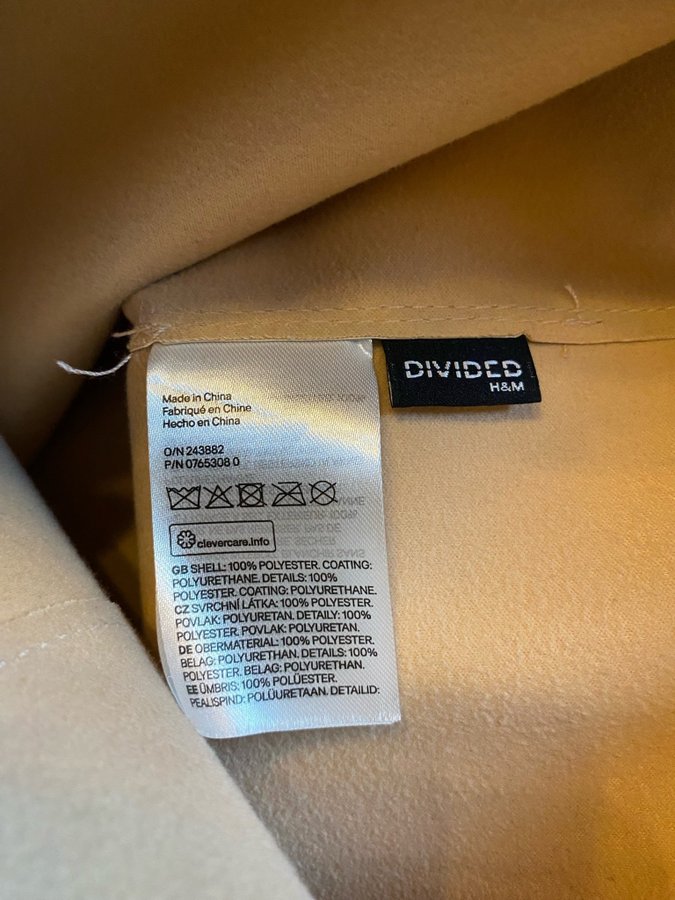 Made in China
Fabriqué en Chine
Hecho en China
O/N 243882
P/N 0765308 0
clevercare.info
GB SHELL: 100% POLYESTER. COATING:
POLYURETHANE. DETAILS: 100%
POLYESTER. COATING: POLYURETHANE.
CZ SVRCHNÍ LÁTKA: 100% POLYESTER.
POVLAK: POLYURETAN. DETAILY: 100%
POLYESTER. POVLAK: POLYURETAN.
DE OBERMATERIAL: 100% POLYESTER.
BELAG: POLYURETHAN. DETAILS: 100%
POLYESTER. BELAG: POLYURETHAN.
EE ÜMBRIS: 100% POLÜESTER.
PEALISPIND: POLÜURETAAN. DETAILID:
DIVIDED
H&M